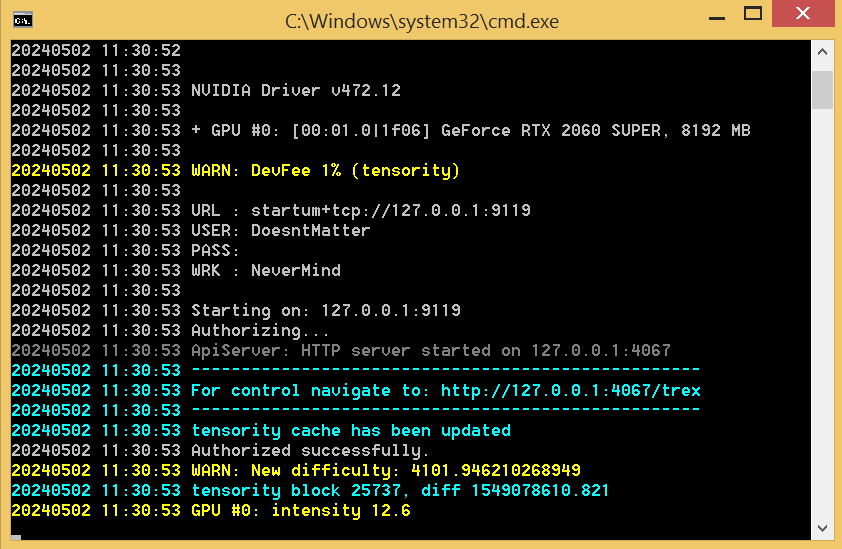 C:\Windows\system32\cmd.exe
20240502 11:30:52
20240502 11:30:53
20240502 11:30:53 NVIDIA Driver v472.12
20240502 11:30:53
20240502 11:30:53 + GPU #0: [00:01.0|1f06] GeForce RTX 2060 SUPER, 8192 MB
20240502 11:30:53
20240502 11:30:53 WARN: DevFee 1% (tensority)
20240502 11:30:53
20240502 11:30:53 URL : startum+tcp://127.0.0.1:9119
20240502 11:30:53 USER: DoesntMatter
20240502 11:30:53 PASS:
20240502 11:30:53 WRK : NeverMind
20240502 11:30:53
20240502 11:30:53 Starting on: 127.0.0.1:9119
20240502 11:30:53 Authorizing...
20240502 11:30:53 ApiServer: HTTP server started on 127.0.0.1:4067
20240502 11:30:53 ---------------------------------------------------
20240502 11:30:53 For control navigate to: http://127.0.0.1:4067/trex
20240502 11:30:53 ---------------------------------------------------
20240502 11:30:53 tensority cache has been updated
20240502 11:30:53 Authorized successfully.
20240502 11:30:53 WARN: New difficulty: 4101.946210268949
20240502 11:30:53 tensority block 25737, diff 1549078610.821
20240502 11:30:53 GPU #0: intensity 12.6